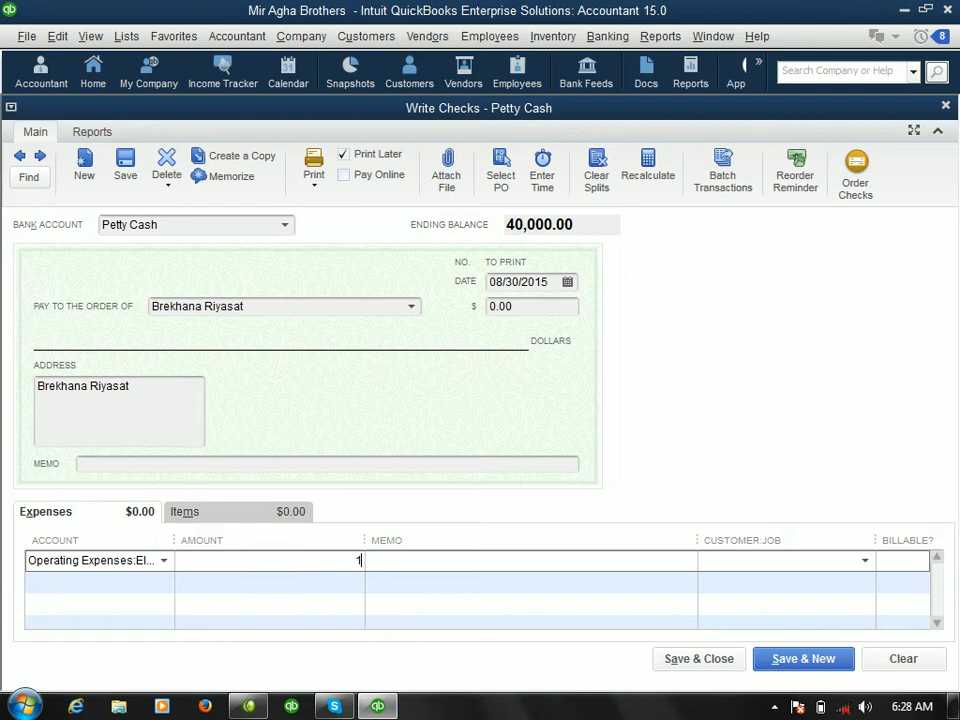 Mir Agha Brothers - Intuit QuickBooks Enterprise Solutions: Accountant 15.0
File Edit View Lists Favorites Accountant Company Customers Vendors Employees Inventory Banking Reports Window Help 8
Accountant Home My Company Income Tracker Calendar Snapshots Customers Vendors Employees Bank Feeds Docs Reports App » Search Company or Help
Write Checks - Petty Cash
Main Reports
Find New Save Delete Create a Copy Memorize Print Print Later Pay Online Attach File Select PO Enter Time Clear Splits Recalculate Batch Transactions Reorder Reminder Order Checks
BANK ACCOUNT Petty Cash ENDING BALANCE 40,000.00
NO. TO PRINT
DATE 08/30/2015
PAY TO THE ORDER OF Brekhana Riyasat $ 0.00
DOLLARS
ADDRESS
Brekhana Riyasat
MEMO
Expenses $0.00 Items $0.00
ACCOUNT AMOUNT MEMO CUSTOMER:JOB BILLABLE?
Operating Expenses:El... 1
Save & Close Save & New Clear
6:28 AM